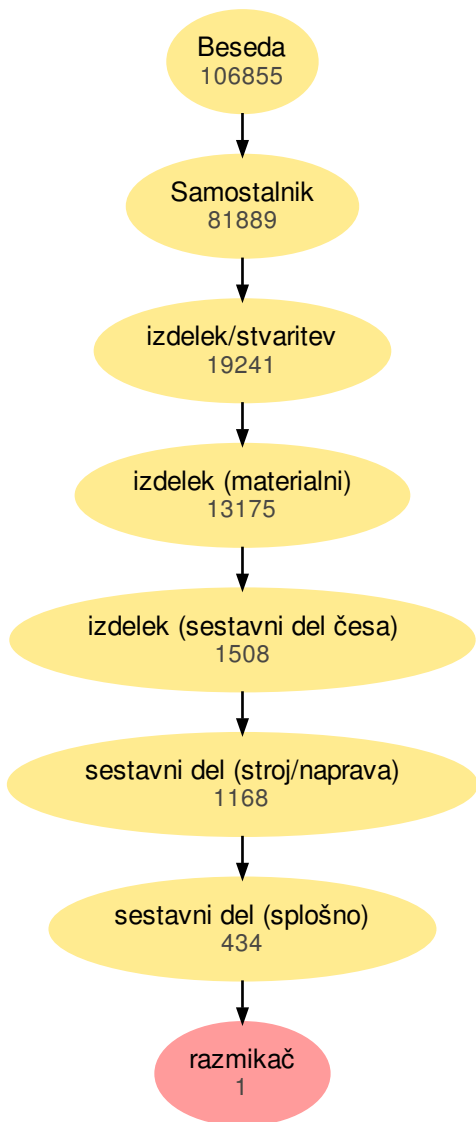 Beseda
106855
Samostalnik
81889
izdelek/stvaritev
19241
izdelek (materialni)
13175
izdelek (sestavni del česa)
1508
sestavni del (stroj/naprava)
1168
sestavni del (splošno)
434
razmikač
1